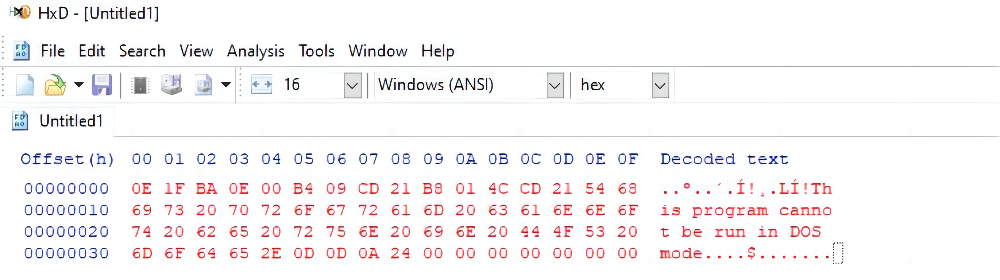 HxD - [Untitled1]
File Edit Search View Analysis Tools Window Help
16 Windows (ANSI) hex
Untitled1
Offset(h) 00 01 02 03 04 05 06 07 08 09 0A 0B 0C 0D 0E 0F Decoded text
00000000 0E 1F BA 0E 00 B4 09 CD 21 B8 01 4C CD 21 54 68 ..º..´.Í!¸.LÍ!Th
00000010 69 73 20 70 72 6F 67 72 61 6D 20 63 61 6E 6E 6F is program canno
00000020 74 20 62 65 20 72 75 6E 20 69 6E 20 44 4F 53 20 t be run in DOS
00000030 6D 6F 64 65 2E 0D 0D 0A 24 00 00 00 00 00 00 00 mode....$.......